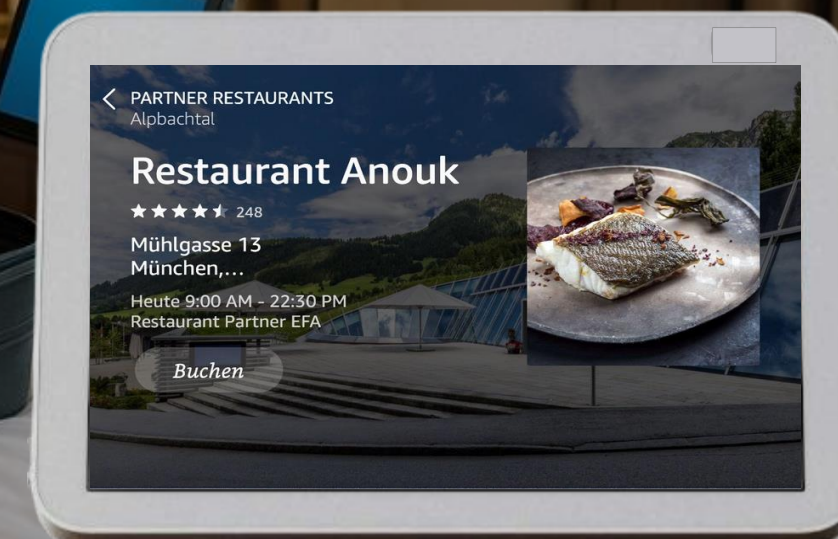 PARTNER RESTAURANTS
Alpbachtal
Restaurant Anouk
248
Mühlgasse 13
München,...
Heute 9:00 AM - 22:30 PM
Restaurant Partner EFA
Buchen